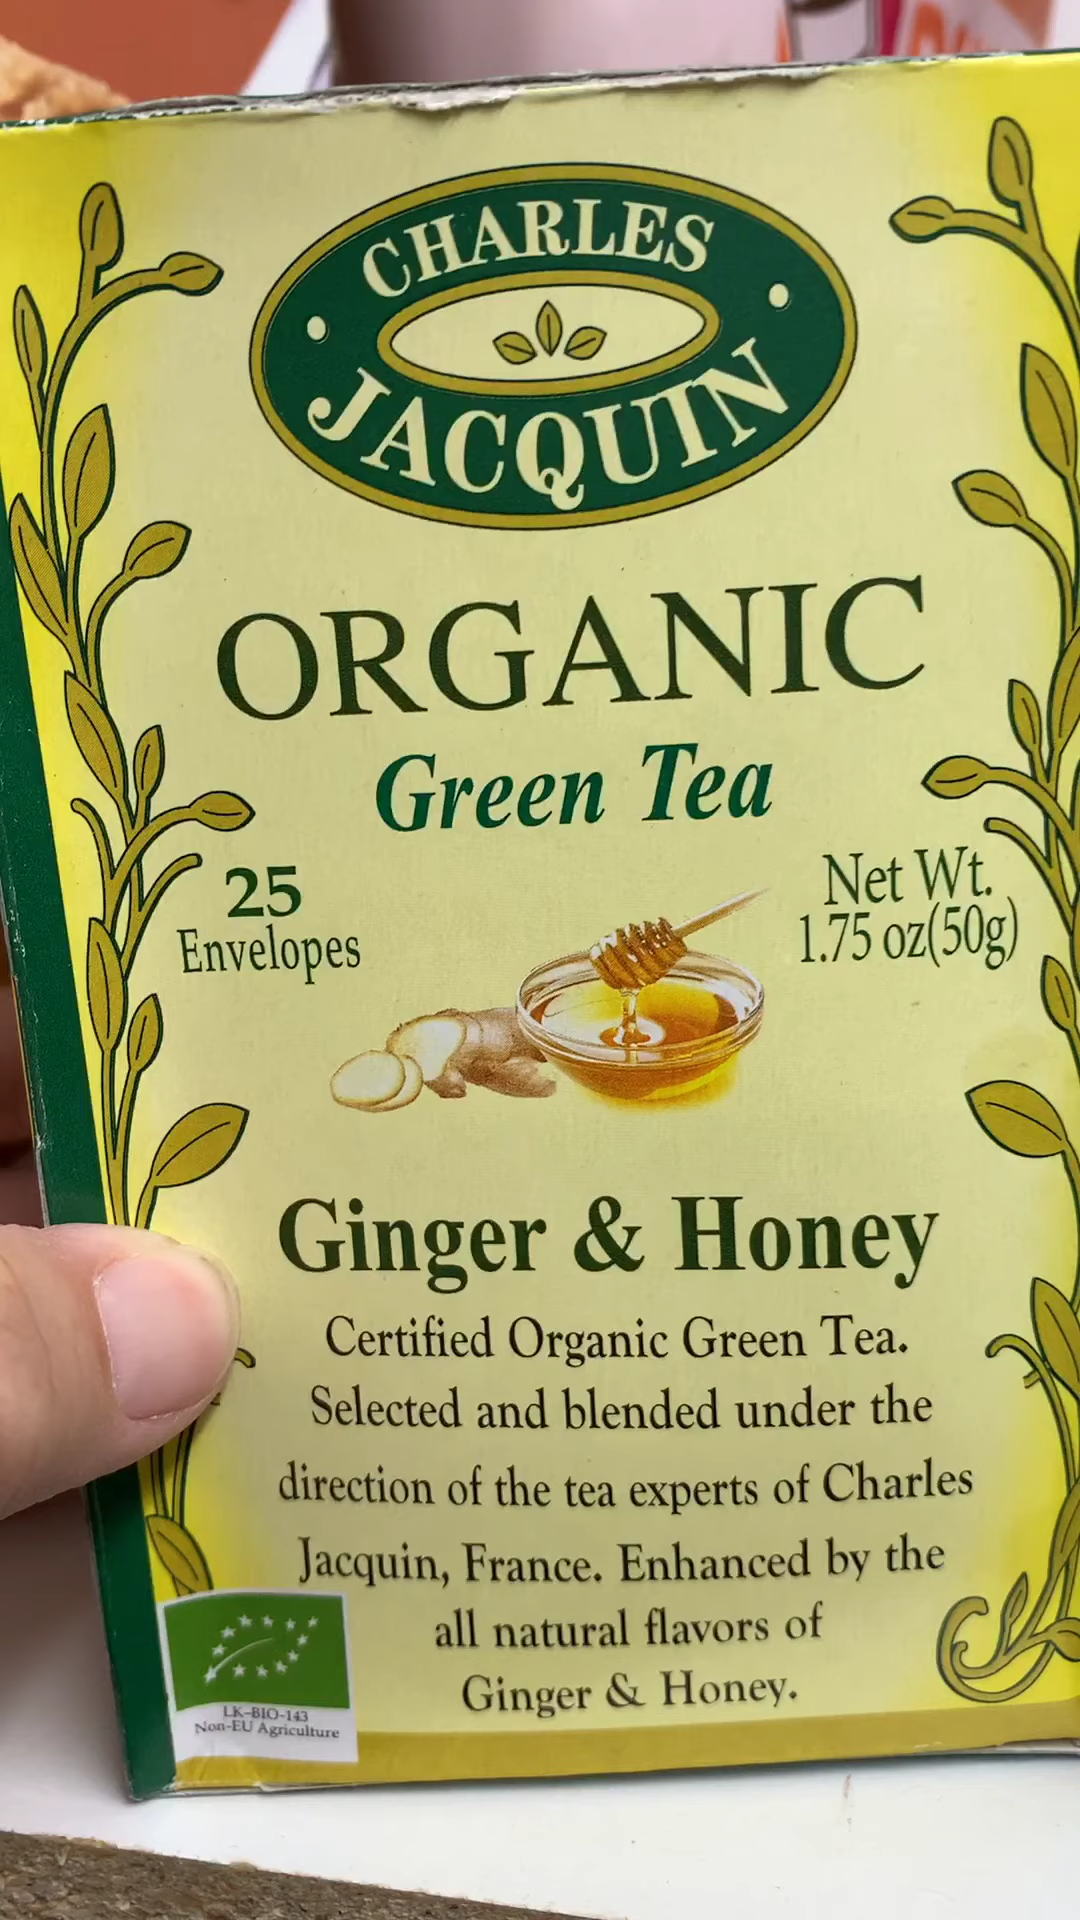 CHARLES
JACQUIN
ORGANIC
Green Tea
25
Envelopes
Net Wt.
1.75 oz(50g)
Ginger & Honey
Certified Organic Green Tea.
Selected and blended under the
direction of the tea experts of Charles
Jacquin, France. Enhanced by the
all natural flavors of
Ginger & Honey.
LK-BIO-143
Non-EU Agriculture